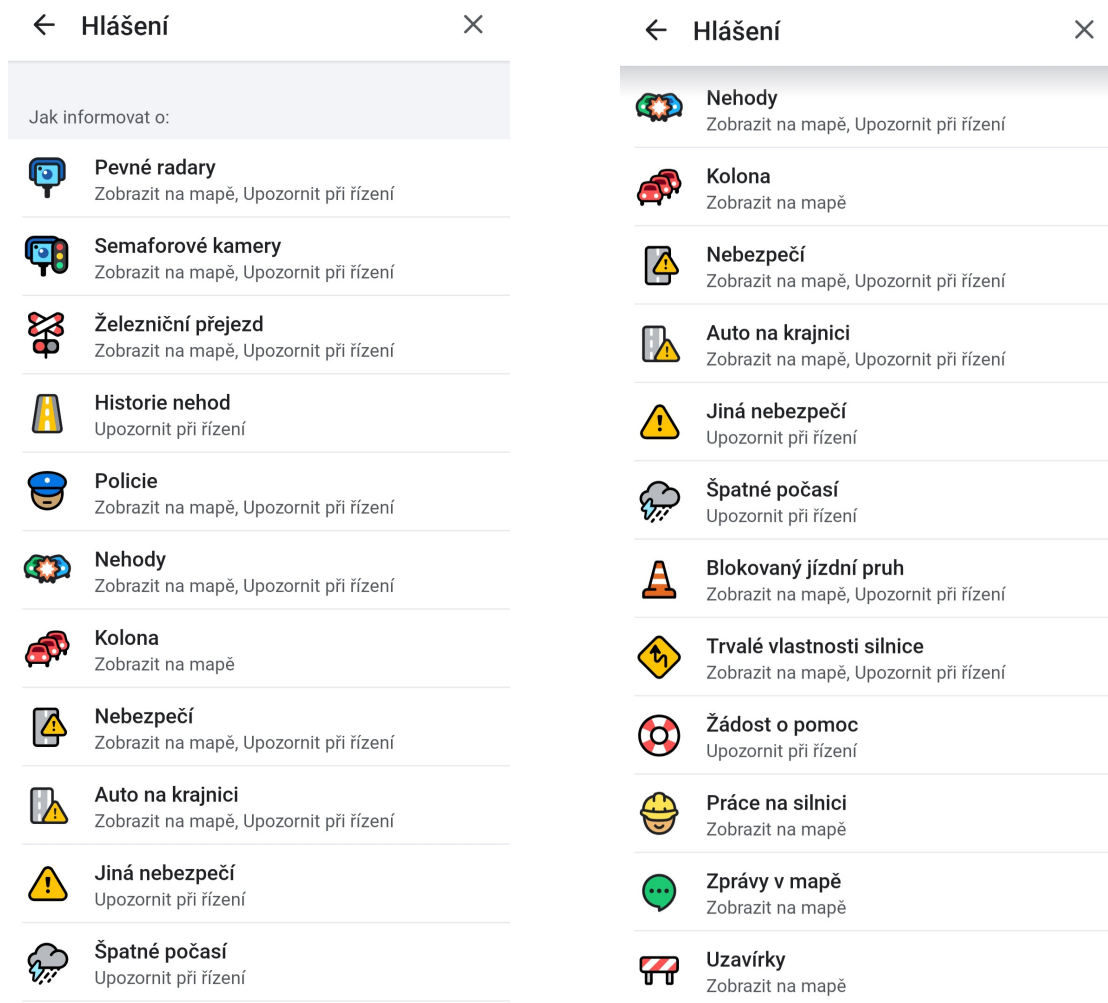 Hlášení
Jak informovat o:
Pevné radary
Zobrazit na mapě, Upozornit při řízení
Semaforové kamery
Zobrazit na mapě, Upozornit při řízení
Železniční přejezd
Zobrazit na mapě, Upozornit při řízení
Historie nehod
Upozornit při řízení
Policie
Zobrazit na mapě, Upozornit při řízení
Nehody
Zobrazit na mapě, Upozornit při řízení
Kolona
Zobrazit na mapě
Nebezpečí
Zobrazit na mapě, Upozornit při řízení
Auto na krajnici
Zobrazit na mapě, Upozornit při řízení
Jiná nebezpečí
Upozornit při řízení
Špatné počasí
Upozornit při řízení
Hlášení
Nehody
Zobrazit na mapě, Upozornit při řízení
Kolona
Zobrazit na mapě
Nebezpečí
Zobrazit na mapě, Upozornit při řízení
Auto na krajnici
Zobrazit na mapě, Upozornit při řízení
Jiná nebezpečí
Upozornit při řízení
Špatné počasí
Upozornit při řízení
Blokovaný jízdní pruh
Zobrazit na mapě, Upozornit při řízení
Trvalé vlastnosti silnice
Zobrazit na mapě, Upozornit při řízení
Žádost o pomoc
Upozornit při řízení
Práce na silnici
Zobrazit na mapě
Zprávy v mapě
Zobrazit na mapě
Uzavírky
Zobrazit na mapě